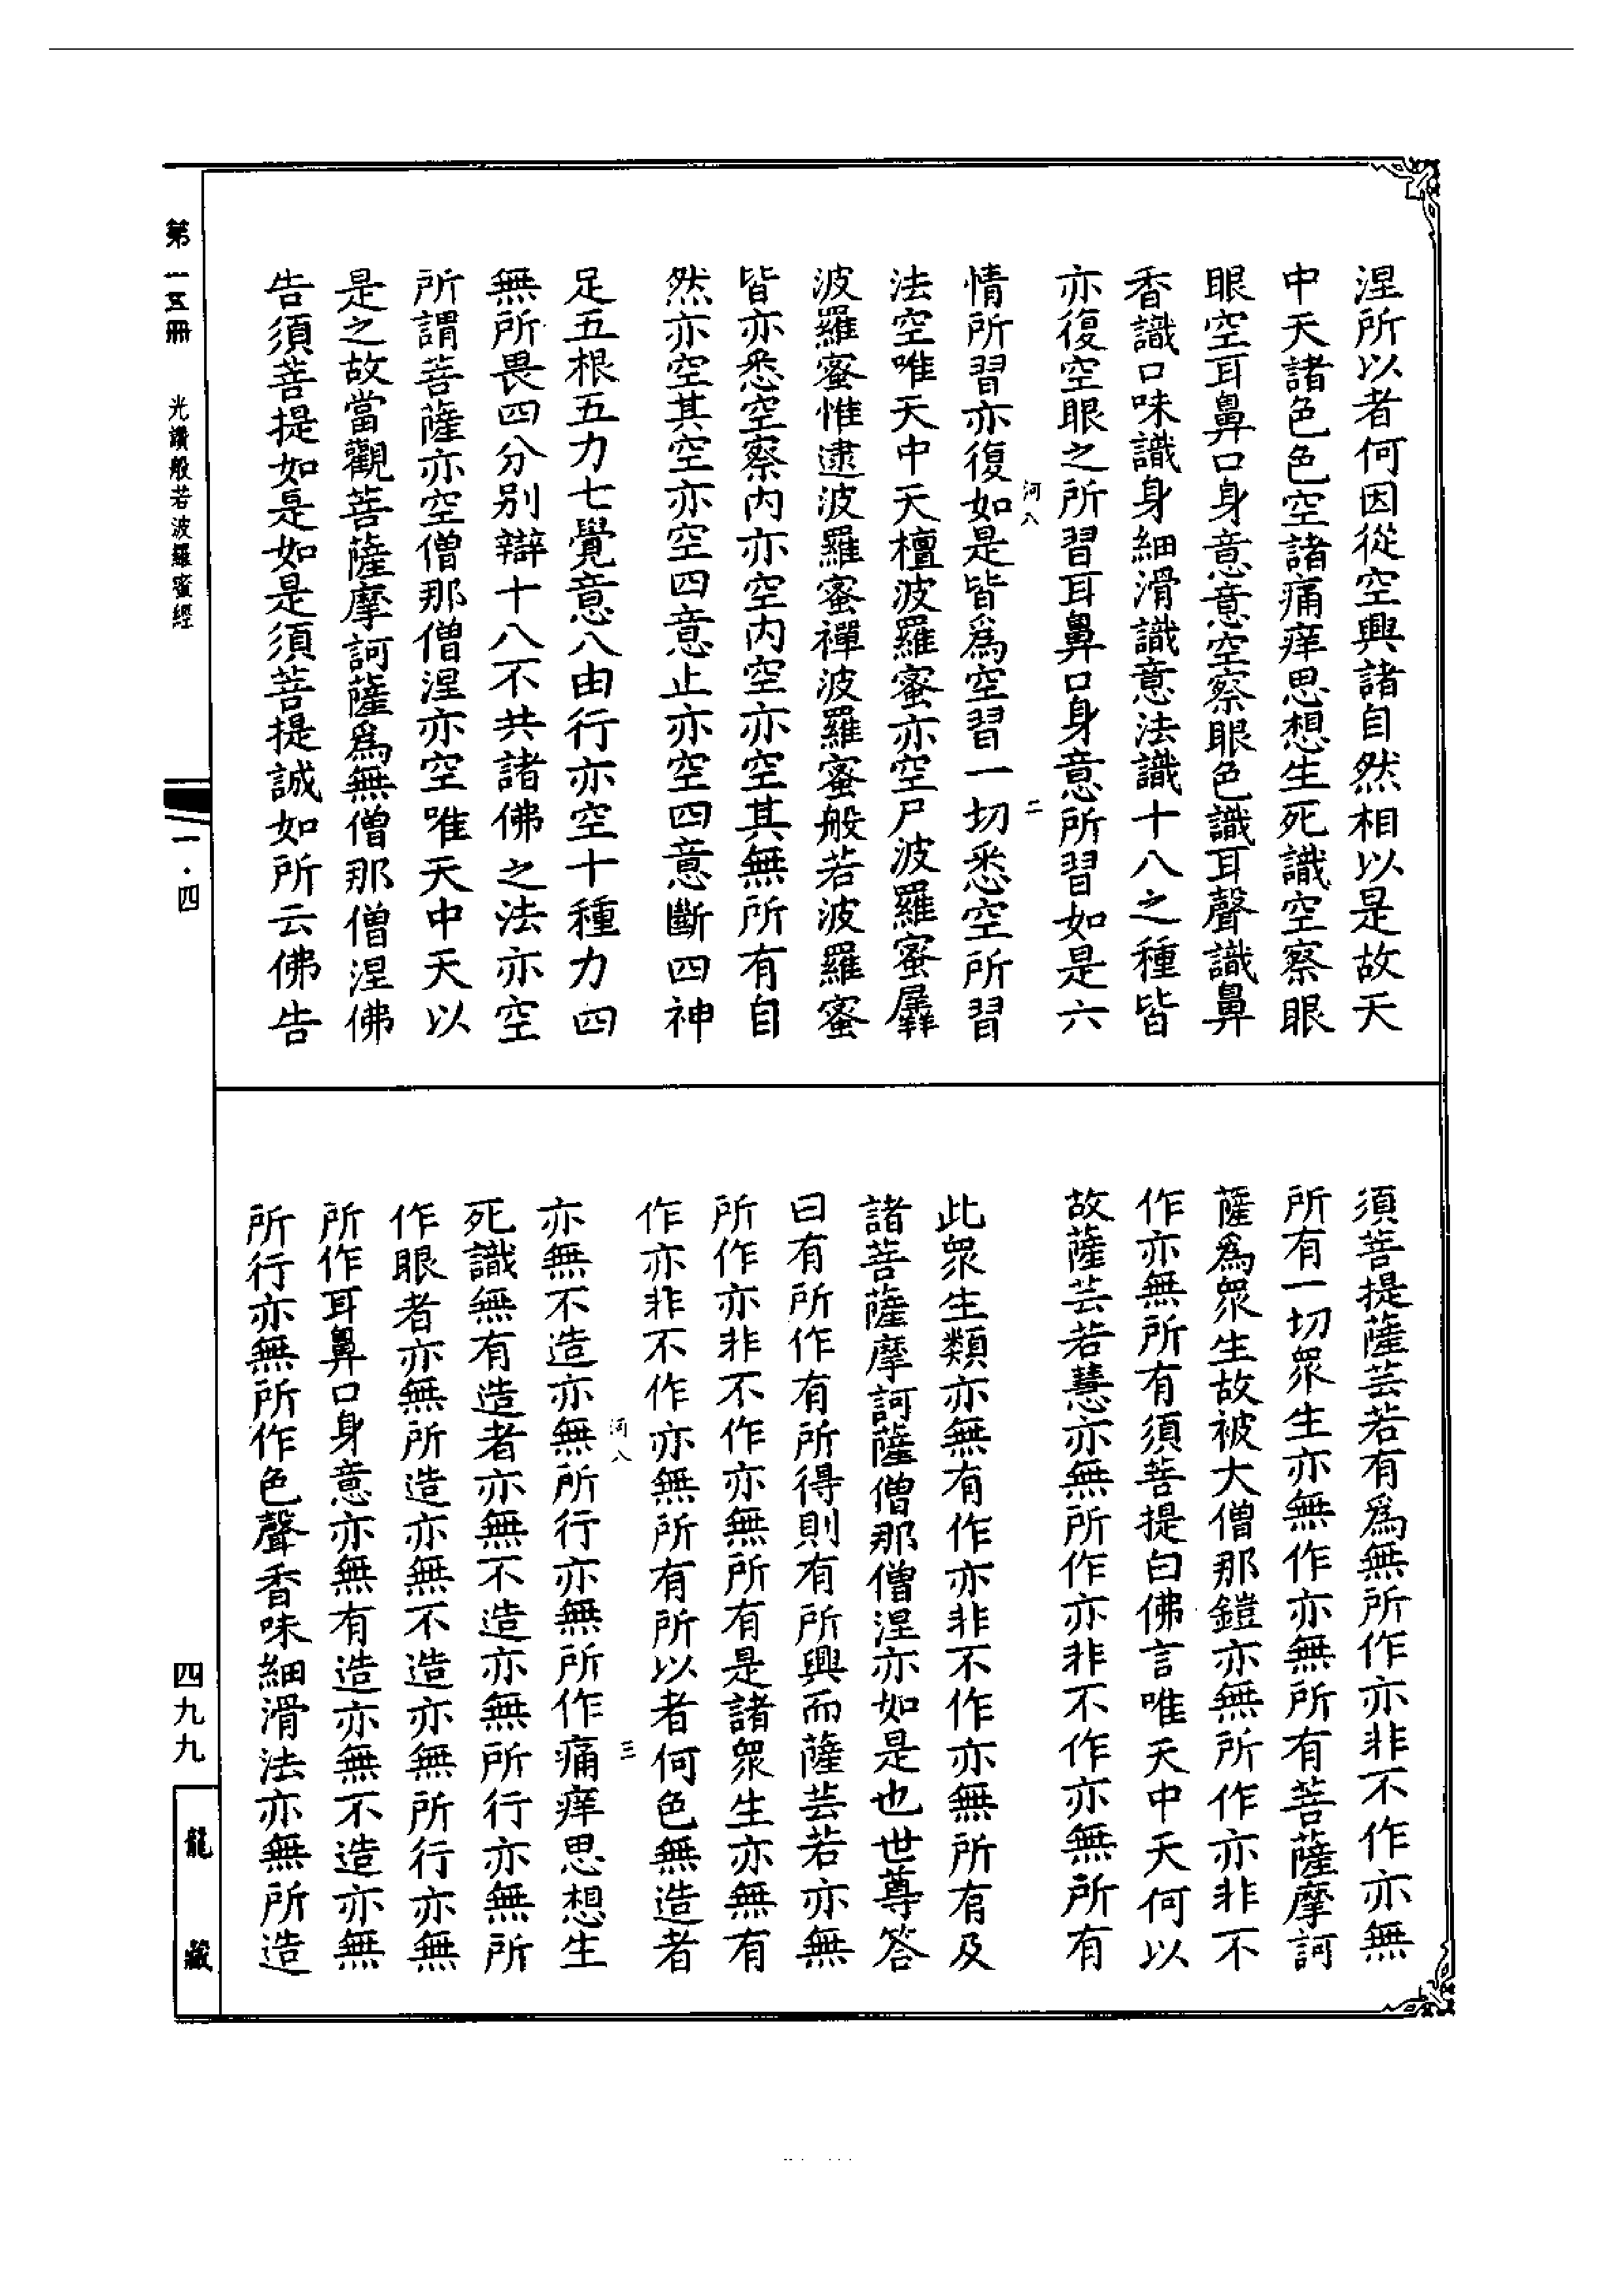 涅所以者何因從空興諸自然相以是故天
中天諸色色空諸痛痒思想生死識空察眼
眼空耳鼻口身意意空察眼色識耳聲識鼻
香識口味識身細滑識意法識十八之種皆
亦復空眼之所習耳鼻口身意所習如是六
河八 二
情所習亦復如是皆爲空習一切悉空所習
法空唯天中天檀波羅蜜亦空尸波羅蜜羼
波羅蜜惟逮波羅蜜禪波羅蜜般若波羅蜜
皆亦悉空察内亦空内空亦空其無所有自
然亦空其空亦空四意止亦空四意斷四神
足五根五力七覺意八由行亦空十種力四
無所畏四分别辯十八不共諸佛之法亦空
所謂菩薩亦空僧那僧涅亦空唯天中天以
是之故當觀菩薩摩訶薩爲無僧那僧涅佛
告須菩提如是如是須菩提誠如所云佛告
須菩提薩芸若有爲無所作亦非不作亦無
所有一切眾生亦無作亦無所有菩薩摩訶
薩爲眾生故被大僧那鎧亦無所作亦非不
作亦無所有須菩提白佛言唯天中天何以
故薩芸若慧亦無所作亦非不作亦無所有
此眾生類亦無有作亦非不作亦無所有及
諸菩薩摩訶薩僧那僧涅亦如是也世尊答
曰有所作有所得則有所興而薩芸若亦無
所作亦非不作亦無所有是諸眾生亦無有
作亦非不作亦無所有所以者何色無造者
河八 三
亦無不造亦無所行亦無所作痛痒思想生
死識無有造者亦無不造亦無所行亦無所
作眼者亦無所造亦無不造亦無所行亦無
所作耳鼻口身意亦無有造亦無不造亦無
所行亦無所作色聲香味細滑法亦無所造
第一五冊 光讚般若波羅蜜經
一·四
四九九
龍藏